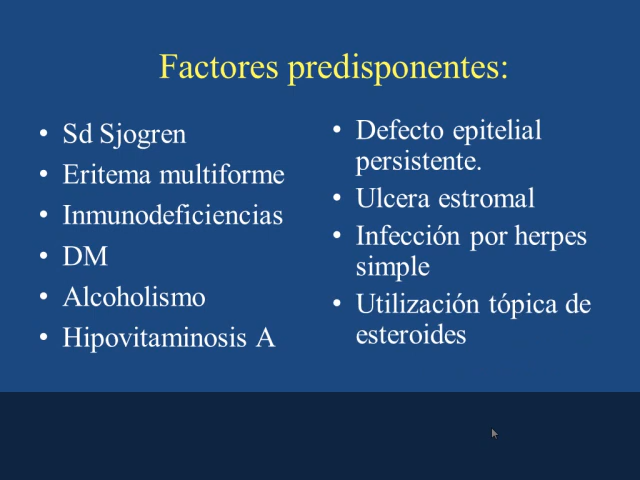 Factores predisponentes:
• Sd Sjogren
• Eritema multiforme
• Inmunodeficiencias
• DM
• Alcoholismo
• Hipovitaminosis A
• Defecto epitelial
persistente.
• Ulcera estromal
• Infección por herpes
simple
• Utilización tópica de
esteroides